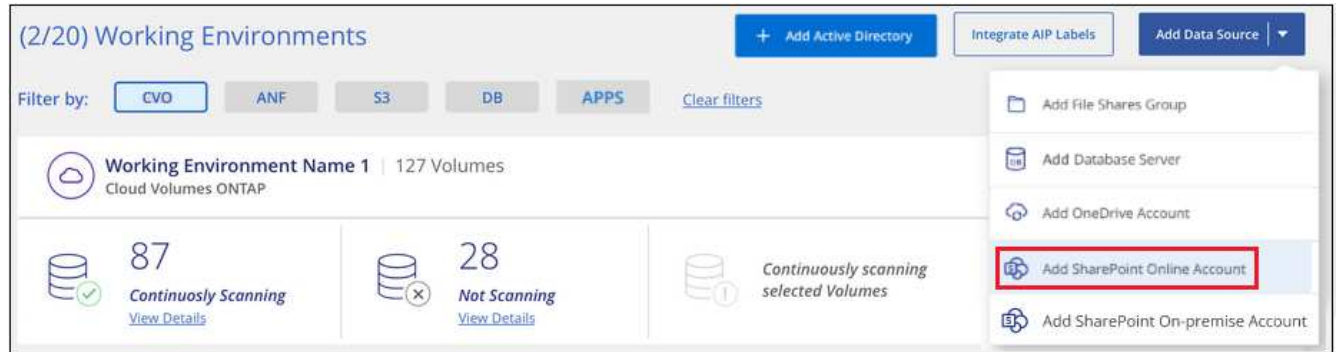 (2/20) Working Environments
+ Add Active Directory
Integrate AIP Labels
Add Data Source
Filter by:
CVO
ANF
S3
DB
APPS
Clear filters
Add File Shares Group
DB
Add Database Server
Add OneDrive Account
Add SharePoint Online Account
Add SharePoint On-premise Account
Working Environment Name 1 | 127 Volumes
Cloud Volumes ONTAP
87
Continuosly Scanning
View Details
28
Not Scanning
View Details
Continuously scanning
selected Volumes